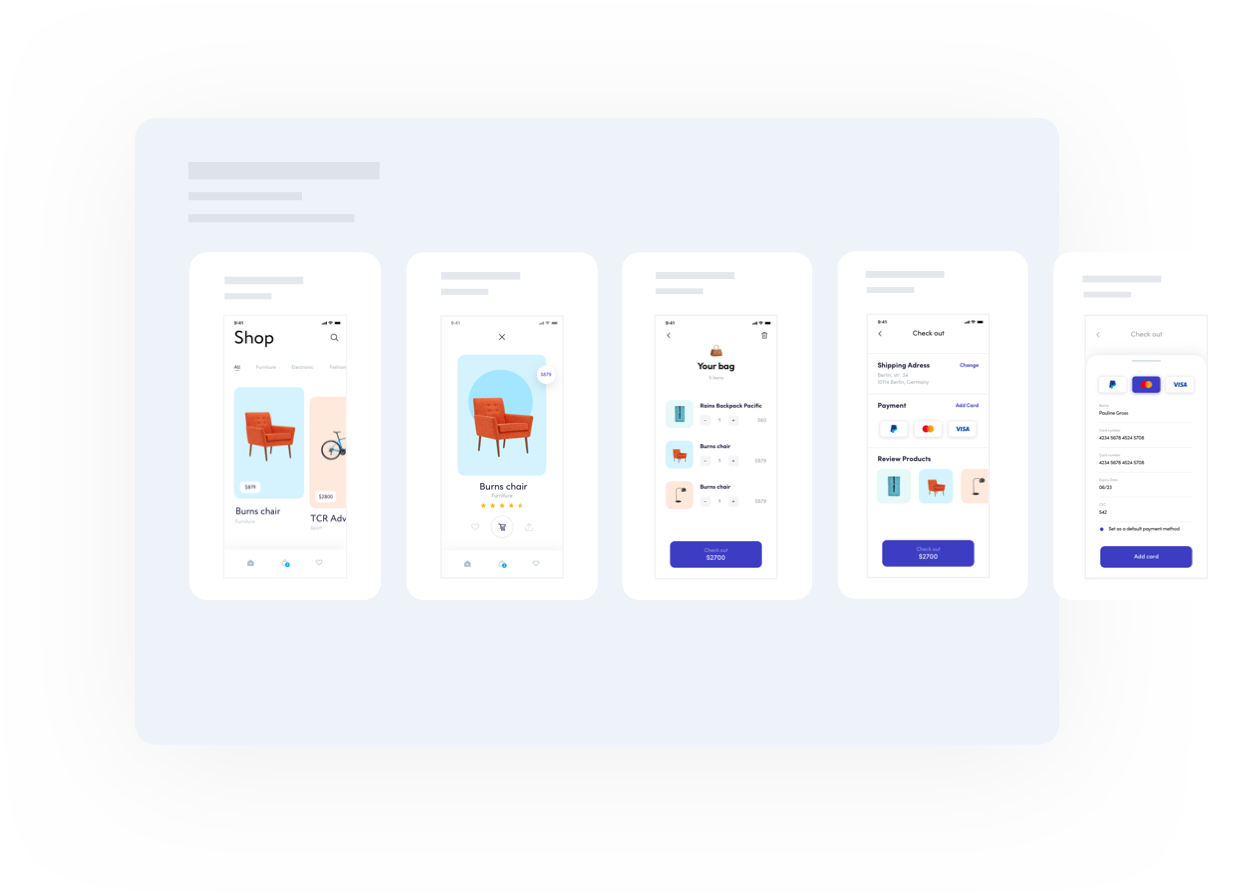 9:41
Shop
All Furniture Electronics Fashion
$879
$2800
Burns chair
Furniture
TCR Adv
Sport
9:41
$879
Burns chair
Furniture
9:41
Your bag
Rains Backpack Pacific
− 1 +
Burns chair
− 1 + $879
Burns chair
− 1 + $879
Check out
$2700
9:41
Check out
Shipping Adress
Change
Berlin, str. 34
10114 Berlin, Germany
Payment
Add Card
VISA
Review Products
Check out
$2700
Check out
VISA
Name
Pauline Gross
Card number
4234 5678 4524 5708
Card number
4234 5678 4524 5708
Expire Date
06/23
CVC
542
Set as a default payment method
Add card